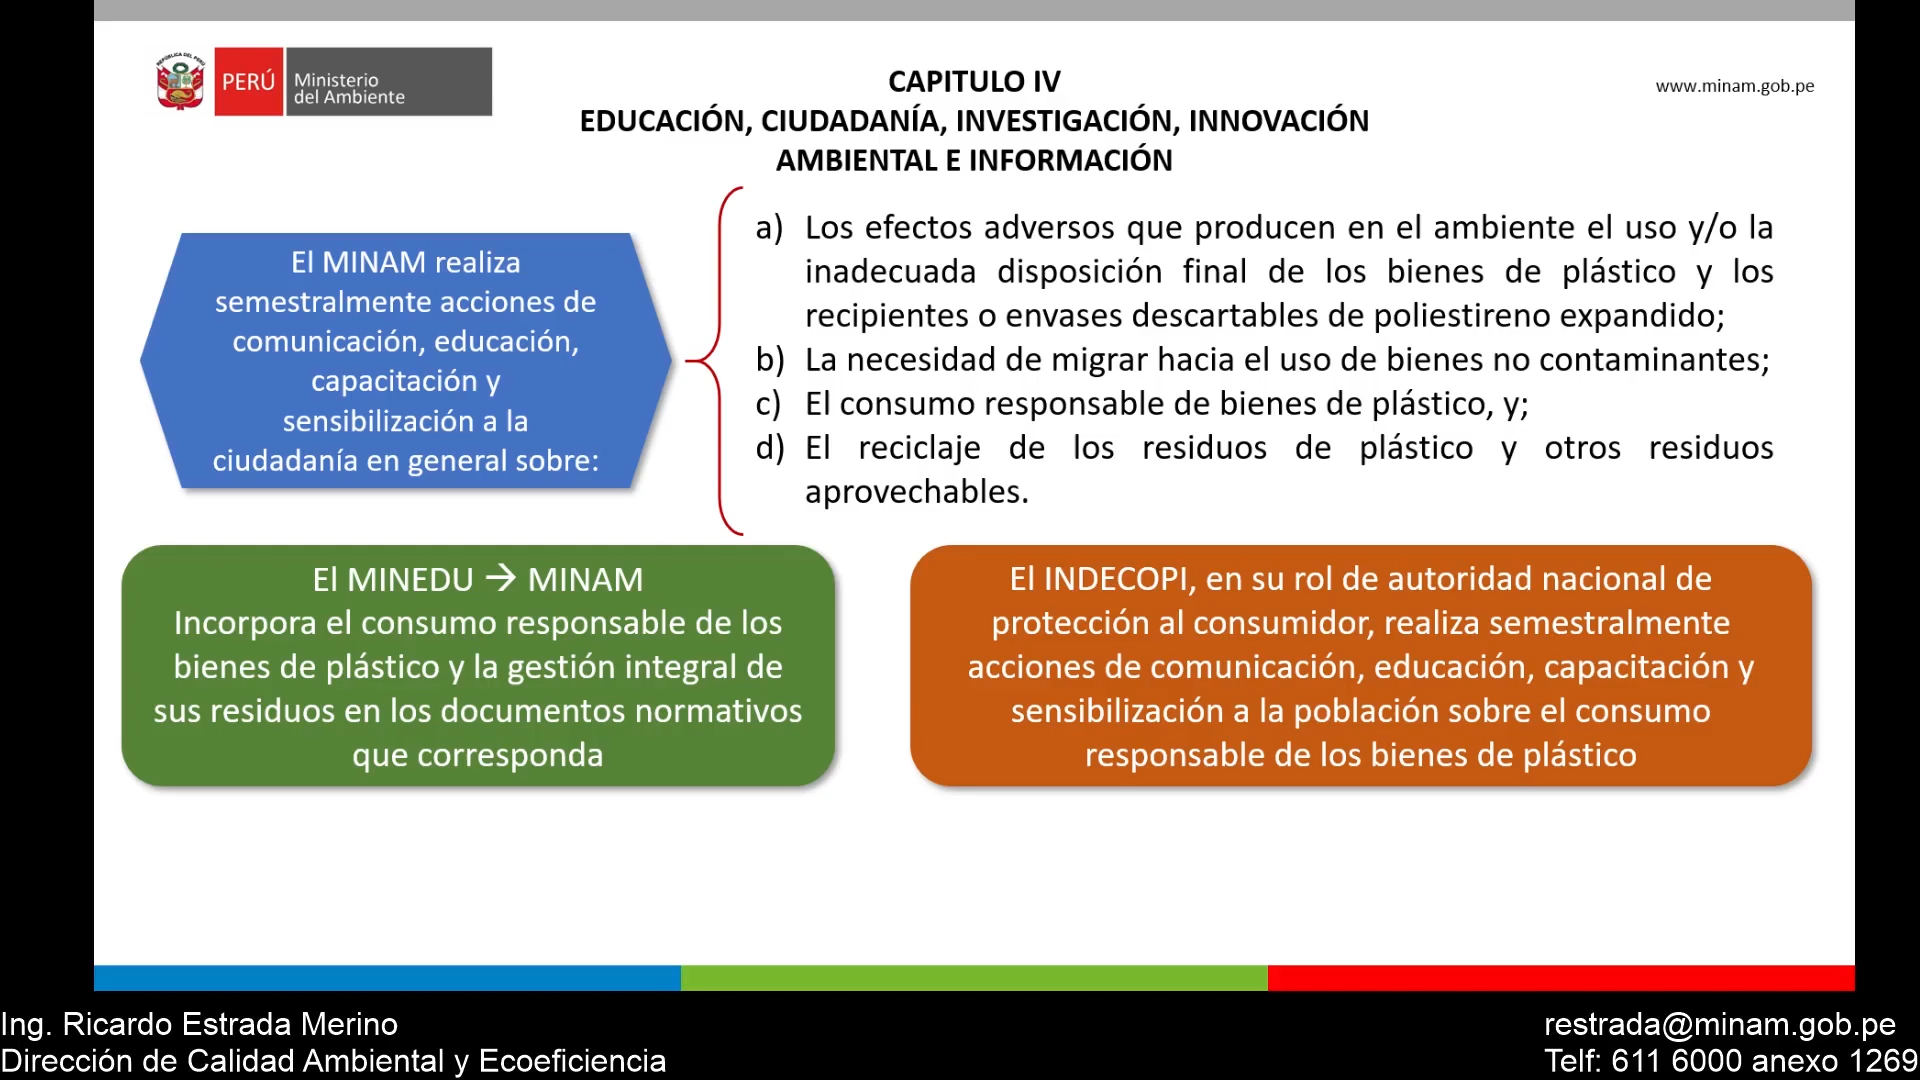 REPÚBLICA DEL PERÚ
PERÚ
Ministerio
del Ambiente
CAPITULO IV
EDUCACIÓN, CIUDADANÍA, INVESTIGACIÓN, INNOVACIÓN
AMBIENTAL E INFORMACIÓN
www.minam.gob.pe
El MINAM realiza
semestralmente acciones de
comunicación, educación,
capacitación y
sensibilización a la
ciudadanía en general sobre:
a) Los efectos adversos que producen en el ambiente el uso y/o la
inadecuada disposición final de los bienes de plástico y los
recipientes o envases descartables de poliestireno expandido;
b) La necesidad de migrar hacia el uso de bienes no contaminantes;
c) El consumo responsable de bienes de plástico, y;
d) El reciclaje de los residuos de plástico y otros residuos
aprovechables.
El MINEDU → MINAM
Incorpora el consumo responsable de los
bienes de plástico y la gestión integral de
sus residuos en los documentos normativos
que corresponda
El INDECOPI, en su rol de autoridad nacional de
protección al consumidor, realiza semestralmente
acciones de comunicación, educación, capacitación y
sensibilización a la población sobre el consumo
responsable de los bienes de plástico
Ing. Ricardo Estrada Merino
Dirección de Calidad Ambiental y Ecoeficiencia
restrada@minam.gob.pe
Telf: 611 6000 anexo 1269